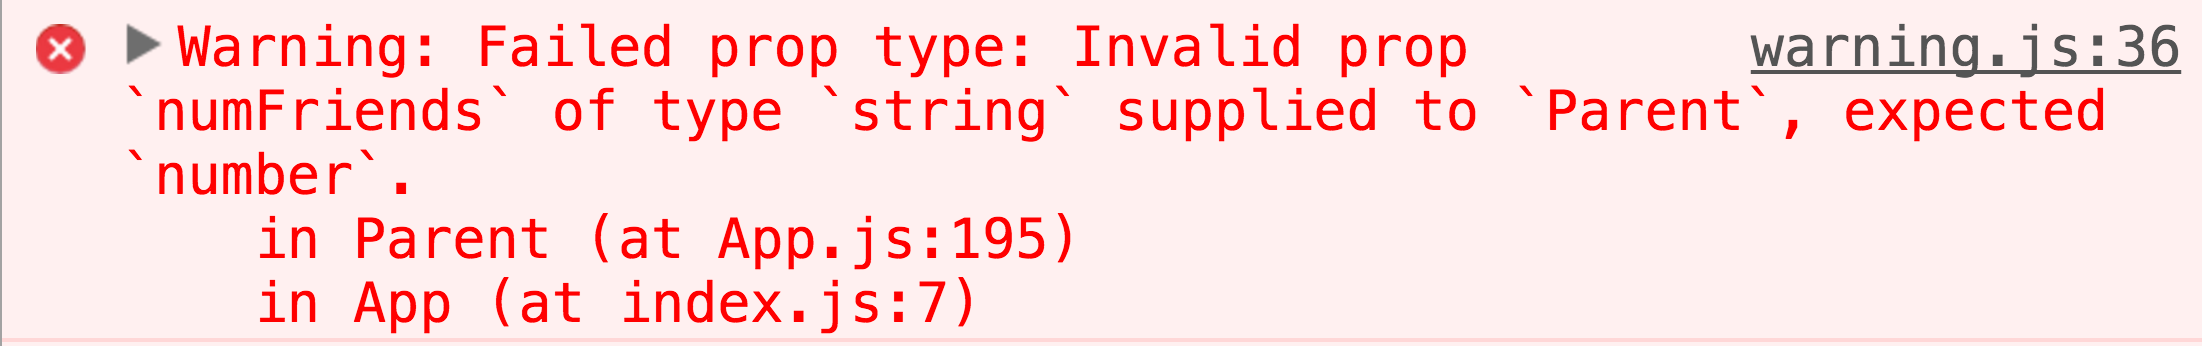 Warning: Failed prop type: Invalid prop warning.js:36
`numFriends` of type `string` supplied to `Parent`, expected
`number`.
in Parent (at App.js:195)
in App (at index.js:7)